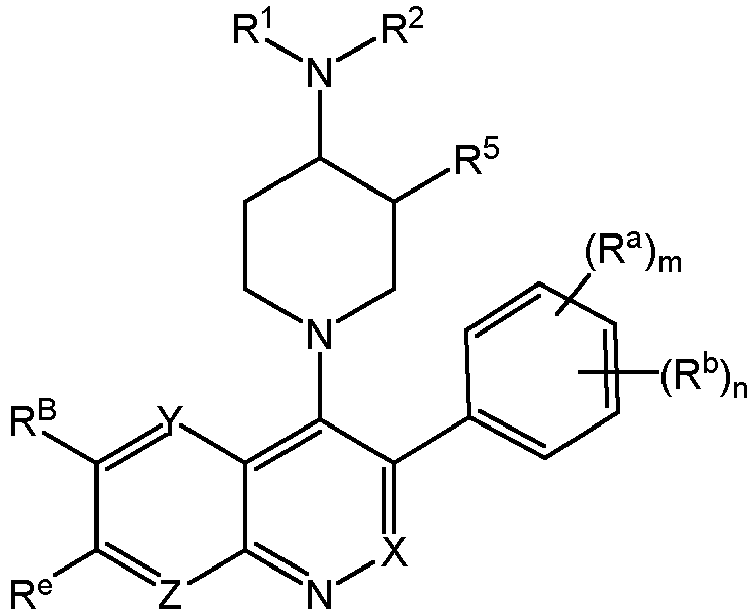 R¹ R²
N
R⁵
(Rᵃ)ₘ
N
(Rᵇ)ₙ
Rᴮ Y
X
Rᵉ Z N